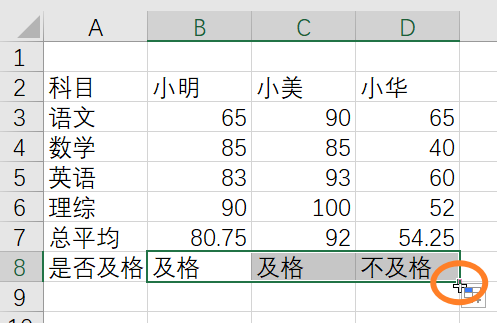 A B C D
1
2 科目 小明 小美 小华
3 语文 65 90 65
4 数学 85 85 40
5 英语 83 93 60
6 理综 90 100 52
7 总平均 80.75 92 54.25
8 是否及格 及格 及格 不及格
9